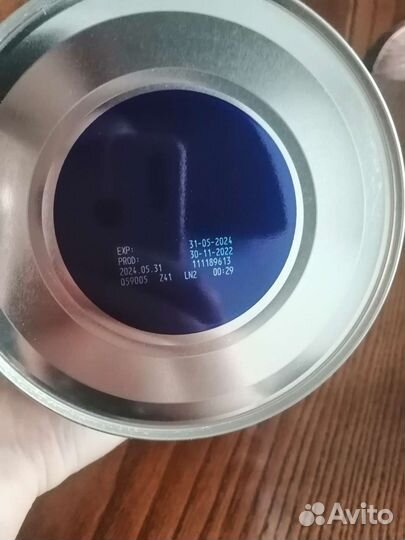 EXP: 31-05-2024
PROD: 30-11-2022
2024.05.31 111189613
059005 Z41 LN2 00:29
Avito